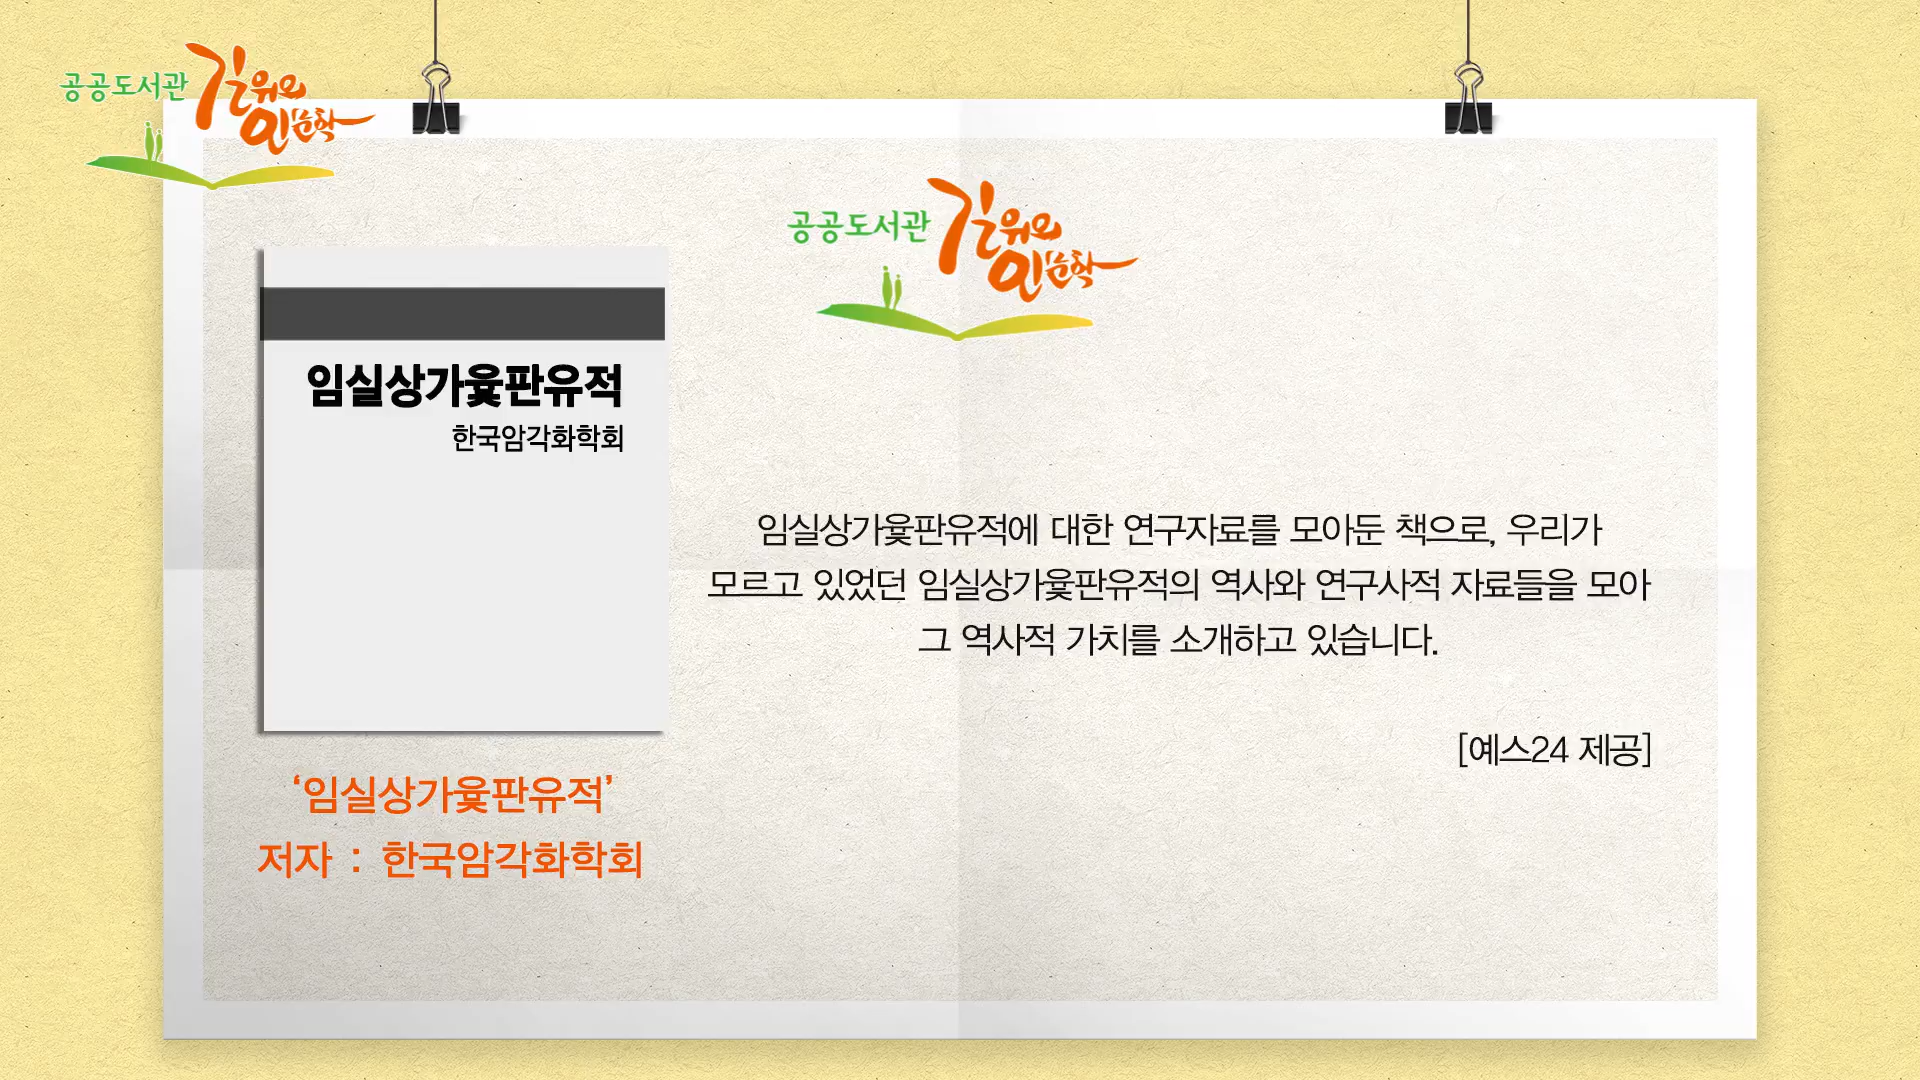 공공도서관 길 위의 인문학
공공도서관 길 위의 인문학
임실상가윷판유적
한국암각화학회
임실상가윷판유적에 대한 연구자료를 모아둔 책으로, 우리가
모르고 있었던 임실상가윷판유적의 역사와 연구사적 자료들을 모아
그 역사적 가치를 소개하고 있습니다.
[예스24 제공]
‘임실상가윷판유적’
저자 : 한국암각화학회